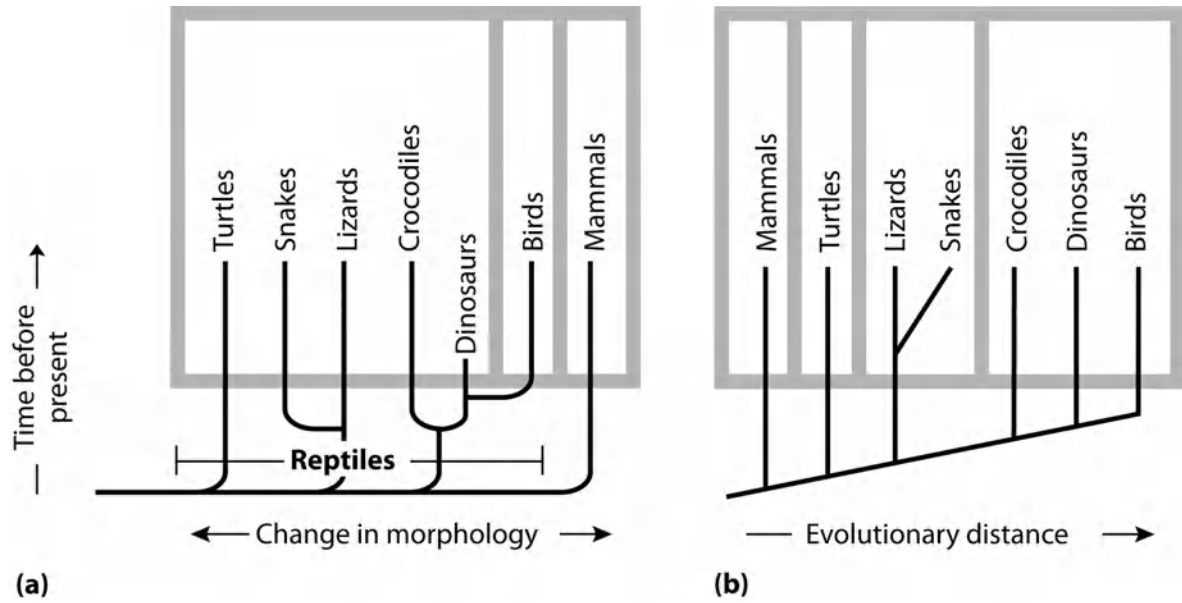 Turtles
Snakes
Lizards
Crocodiles
Dinosaurs
Birds
Mammals
Time before
present
Reptiles
Change in morphology
(a)
Mammals
Turtles
Lizards
Snakes
Crocodiles
Dinosaurs
Birds
Evolutionary distance
(b)